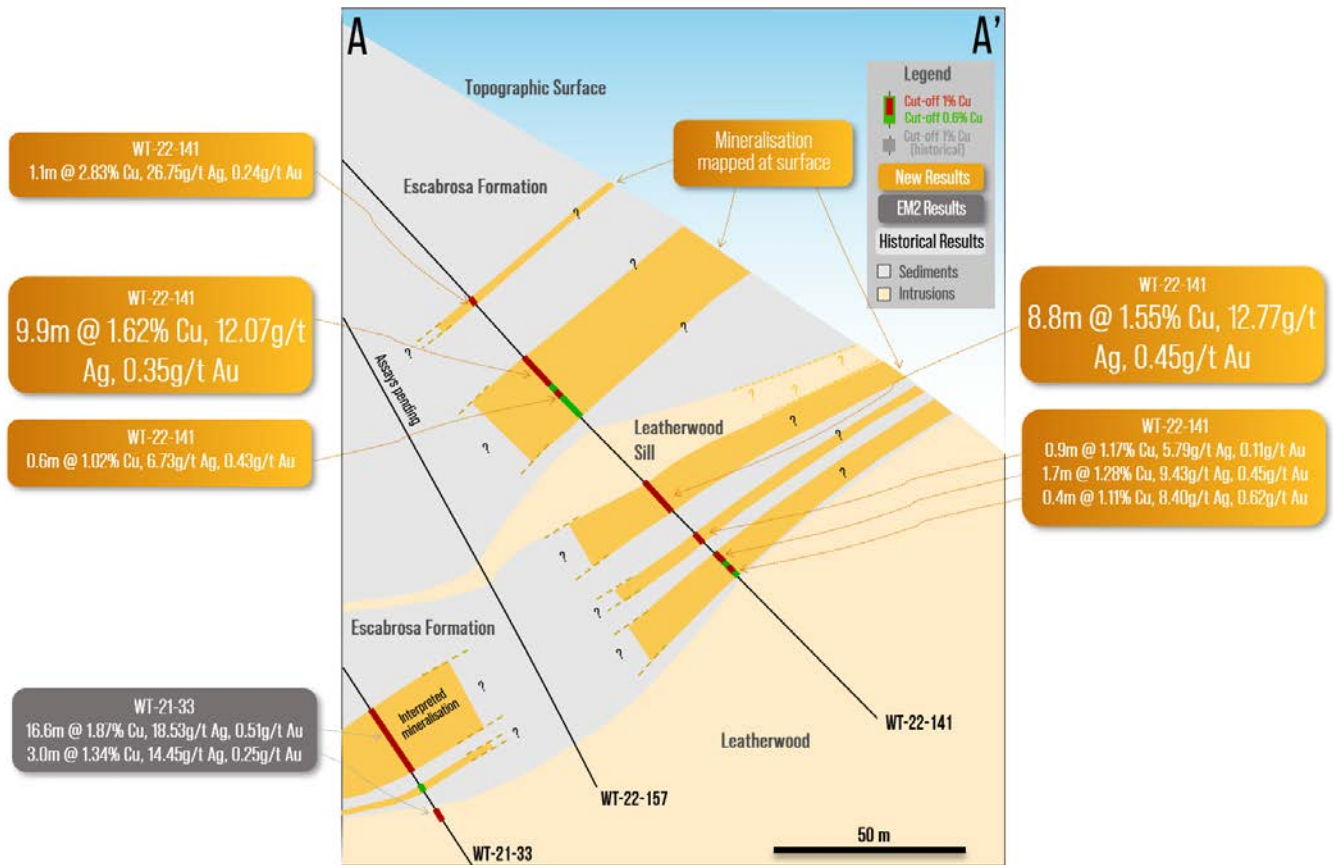 A
A'
Topographic Surface
Legend
Cut-off 1% Cu
Cut-off 0.6% Cu
Cut-off 1% Cu
(historical)
New Results
EM2 Results
Historical Results
Sediments
Intrusions
Mineralisation
mapped at surface
WT-22-141
1.1m @ 2.83% Cu, 26.75g/t Ag, 0.24g/t Au
Escabrosa Formation
?
?
?
?
?
?
WT-22-141
9.9m @ 1.62% Cu, 12.07g/t
Ag, 0.35g/t Au
WT-22-141
8.8m @ 1.55% Cu, 12.77g/t
Ag, 0.45g/t Au
Assays pending
WT-22-141
0.6m @ 1.02% Cu, 6.73g/t Ag, 0.43g/t Au
Leatherwood
Sill
?
?
?
?
?
?
?
WT-22-141
0.9m @ 1.17% Cu, 5.79g/t Ag, 0.11g/t Au
1.7m @ 1.28% Cu, 9.43g/t Ag, 0.45g/t Au
0.4m @ 1.11% Cu, 8.40g/t Ag, 0.62g/t Au
?
?
?
Escabrosa Formation
WT-21-33
16.6m @ 1.87% Cu, 18.53g/t Ag, 0.51g/t Au
3.0m @ 1.34% Cu, 14.45g/t Ag, 0.25g/t Au
Interpreted
mineralisation
?
?
Leatherwood
WT-22-141
WT-22-157
WT-21-33
50 m